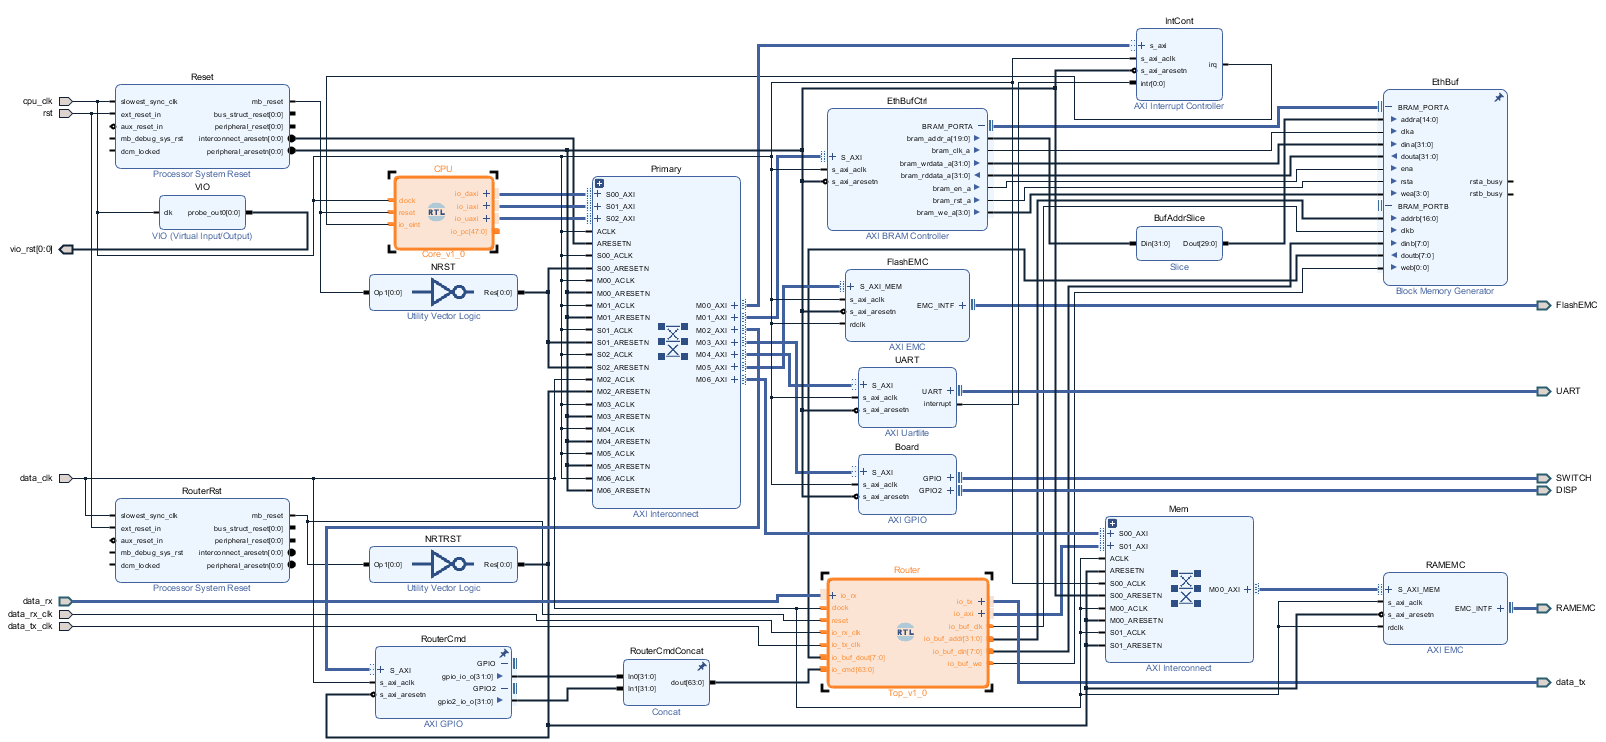 cpu_clk
rst
vio_rst[0:0]
data_clk
data_rx
data_rx_clk
data_tx_clk
Reset
slowest_sync_clk
ext_reset_in
aux_reset_in
mb_debug_sys_rst
dcm_locked
mb_reset
bus_struct_reset[0:0]
peripheral_reset[0:0]
interconnect_aresetn[0:0]
peripheral_aresetn[0:0]
Processor System Reset
VIO
clk
probe_out0[0:0]
VIO (Virtual Input/Output)
CPU
clock
reset
io_eint
RTL
io_daxi
io_iaxi
io_uaxi
io_pc[47:0]
Core_v1_0
NRST
Op1[0:0]
Res[0:0]
Utility Vector Logic
RouterRst
slowest_sync_clk
ext_reset_in
aux_reset_in
mb_debug_sys_rst
dcm_locked
mb_reset
bus_struct_reset[0:0]
peripheral_reset[0:0]
interconnect_aresetn[0:0]
peripheral_aresetn[0:0]
Processor System Reset
NRTRST
Op1[0:0]
Res[0:0]
Utility Vector Logic
RouterCmd
S_AXI
s_axi_aclk
s_axi_aresetn
GPIO
gpio_io_o[31:0]
GPIO2
gpio2_io_o[31:0]
AXI GPIO
RouterCmdConcat
In0[31:0]
In1[31:0]
dout[63:0]
Concat
Primary
S00_AXI
S01_AXI
S02_AXI
ACLK
ARESETN
S00_ACLK
S00_ARESETN
M00_ACLK
M00_ARESETN
M01_ACLK
M01_ARESETN
S01_ACLK
S01_ARESETN
S02_ACLK
S02_ARESETN
M02_ACLK
M02_ARESETN
M03_ACLK
M03_ARESETN
M04_ACLK
M04_ARESETN
M05_ACLK
M05_ARESETN
M06_ACLK
M06_ARESETN
M00_AXI
M01_AXI
M02_AXI
M03_AXI
M04_AXI
M05_AXI
M06_AXI
AXI Interconnect
EthBufCtrl
S_AXI
s_axi_aclk
s_axi_aresetn
BRAM_PORTA
bram_addr_a[19:0]
bram_clk_a
bram_wrdata_a[31:0]
bram_rddata_a[31:0]
bram_en_a
bram_rst_a
bram_we_a[3:0]
AXI BRAM Controller
FlashEMC
S_AXI_MEM
s_axi_aclk
s_axi_aresetn
rdclk
EMC_INTF
AXI EMC
UART
S_AXI
s_axi_aclk
s_axi_aresetn
UART
interrupt
AXI Uartlite
Board
S_AXI
s_axi_aclk
s_axi_aresetn
GPIO
GPIO2
AXI GPIO
Router
io_rx
clock
reset
io_rx_clk
io_tx_clk
io_buf_dout[7:0]
io_cmd[63:0]
RTL
io_tx
io_axi
io_buf_clk
io_buf_addr[31:0]
io_buf_din[7:0]
io_buf_we
Top_v1_0
IntCont
s_axi
s_axi_aclk
s_axi_aresetn
intr[0:0]
irq
AXI Interrupt Controller
BufAddrSlice
Din[31:0]
Dout[29:0]
Slice
Mem
S00_AXI
S01_AXI
ACLK
ARESETN
S00_ACLK
S00_ARESETN
M00_ACLK
M00_ARESETN
S01_ACLK
S01_ARESETN
M00_AXI
AXI Interconnect
EthBuf
BRAM_PORTA
addra[14:0]
clka
dina[31:0]
douta[31:0]
ena
rsta
wea[3:0]
BRAM_PORTB
addrb[16:0]
clkb
dinb[7:0]
doutb[7:0]
web[0:0]
rsta_busy
rstb_busy
Block Memory Generator
RAMEMC
S_AXI_MEM
s_axi_aclk
s_axi_aresetn
rdclk
EMC_INTF
AXI EMC
FlashEMC
UART
SWITCH
DISP
RAMEMC
data_tx